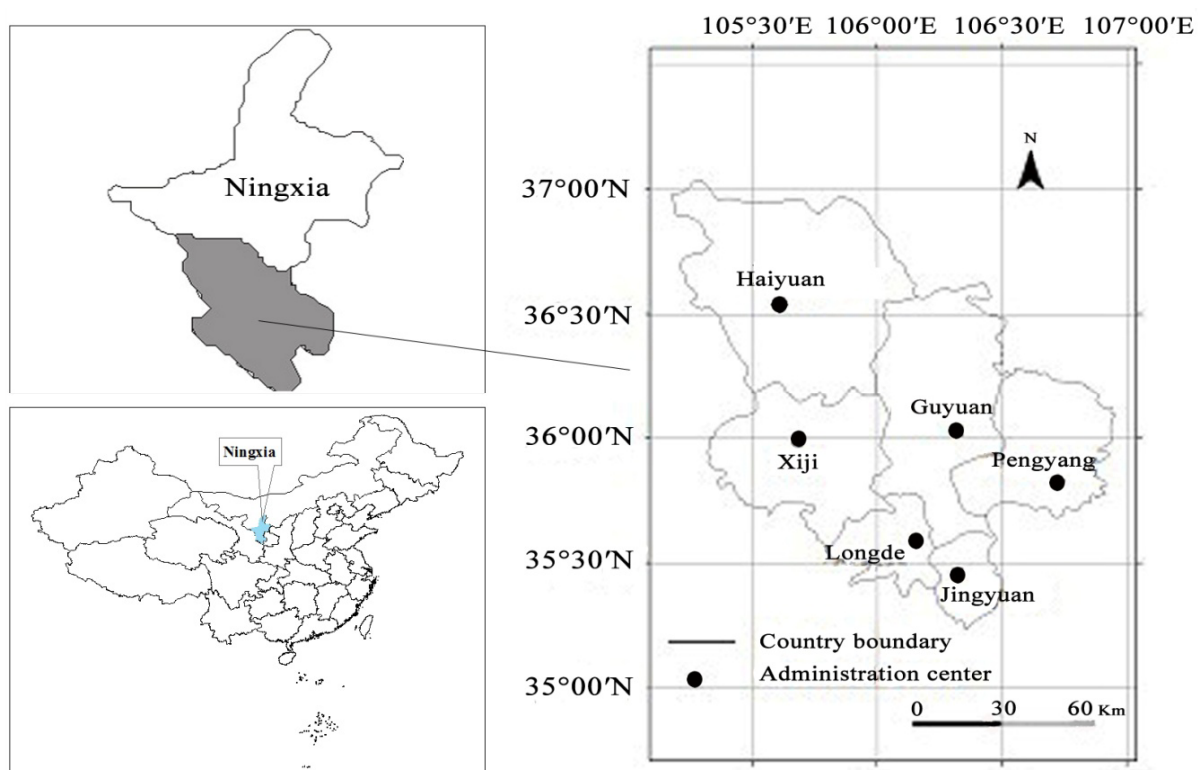 Ningxia
Ningxia
105°30′E 106°00′E 106°30′E 107°00′E
N
37°00′N
Haiyuan
36°30′N
Guyuan
36°00′N
Xiji
Pengyang
Longde
35°30′N
Jingyuan
Country boundary
Administration center
35°00′N
0 30 60 Km